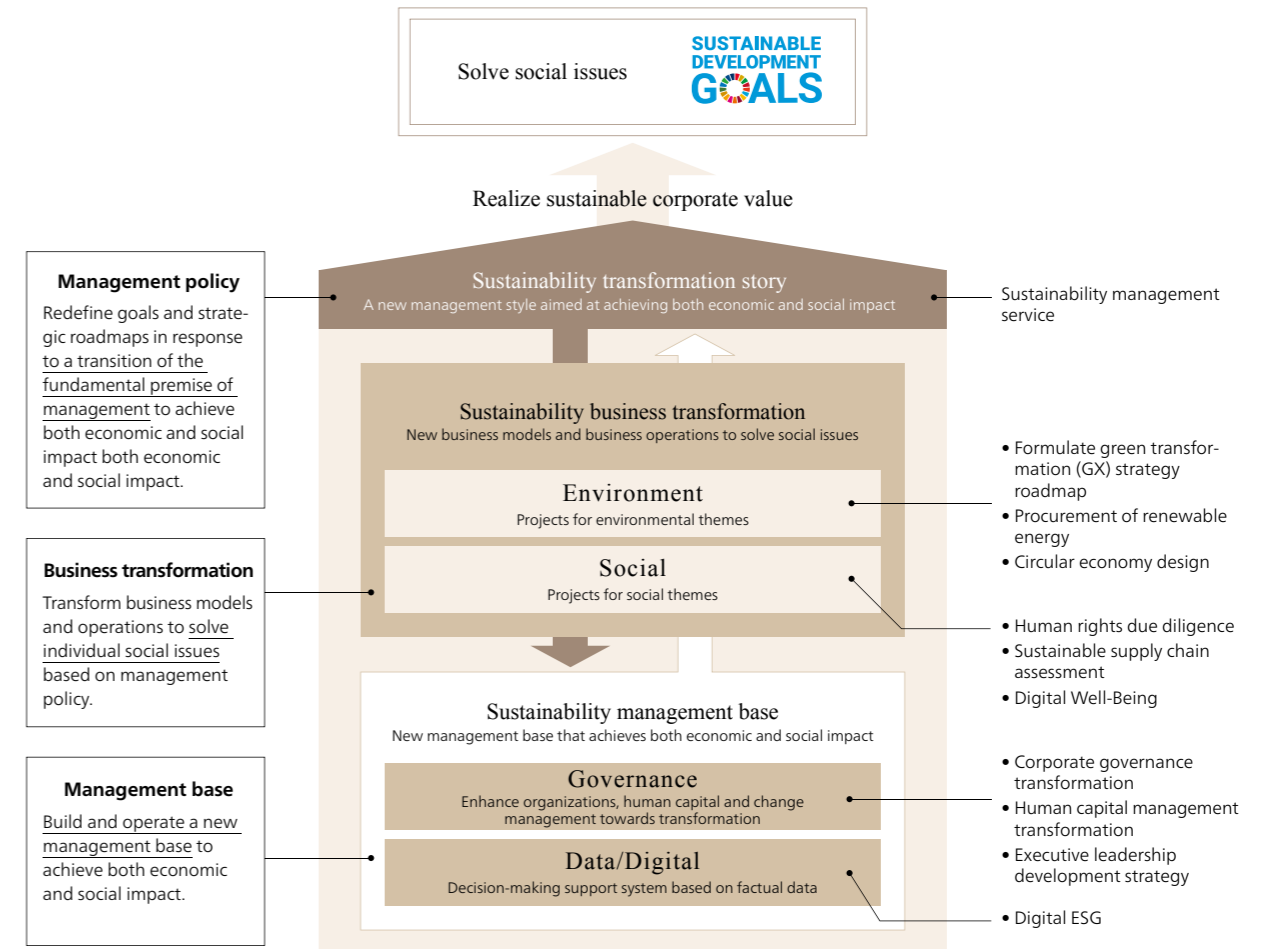 Solve social issues
SUSTAINABLE
DEVELOPMENT
GOALS
Realize sustainable corporate value
Sustainability transformation story
A new management style aimed at achieving both economic and social impact
Management policy
Redefine goals and strate-
gic roadmaps in response
to a transition of the
fundamental premise of
management to achieve
both economic and social
impact both economic
and social impact.
Sustainability management
service
Sustainability business transformation
New business models and business operations to solve social issues
Environment
Projects for environmental themes
Social
Projects for social themes
• Formulate green transfor-
mation (GX) strategy
roadmap
• Procurement of renewable
energy
• Circular economy design
Business transformation
Transform business models
and operations to solve
individual social issues
based on management
policy.
• Human rights due diligence
• Sustainable supply chain
assessment
• Digital Well-Being
Sustainability management base
New management base that achieves both economic and social impact
Governance
Enhance organizations, human capital and change
management towards transformation
Data/Digital
Decision-making support system based on factual data
Management base
Build and operate a new
management base to
achieve both economic
and social impact.
• Corporate governance
transformation
• Human capital management
transformation
• Executive leadership
development strategy
• Digital ESG